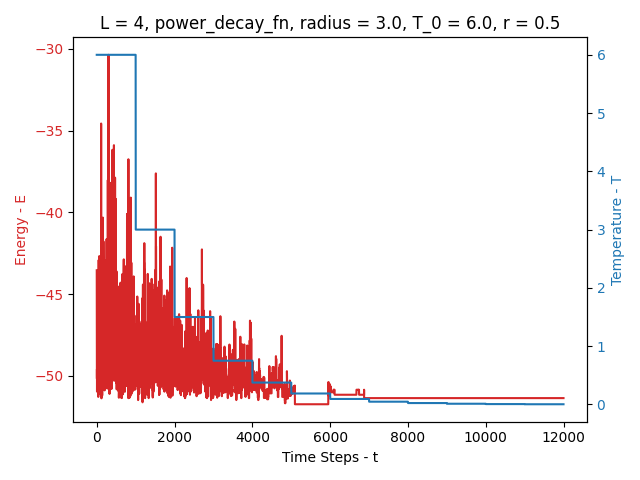 L = 4, power_decay_fn, radius = 3.0, T_0 = 6.0, r = 0.5
−30
−35
−40
−45
−50
Energy - E
6
5
4
3
2
1
0
Temperature - T
0 2000 4000 6000 8000 10000 12000
Time Steps - t